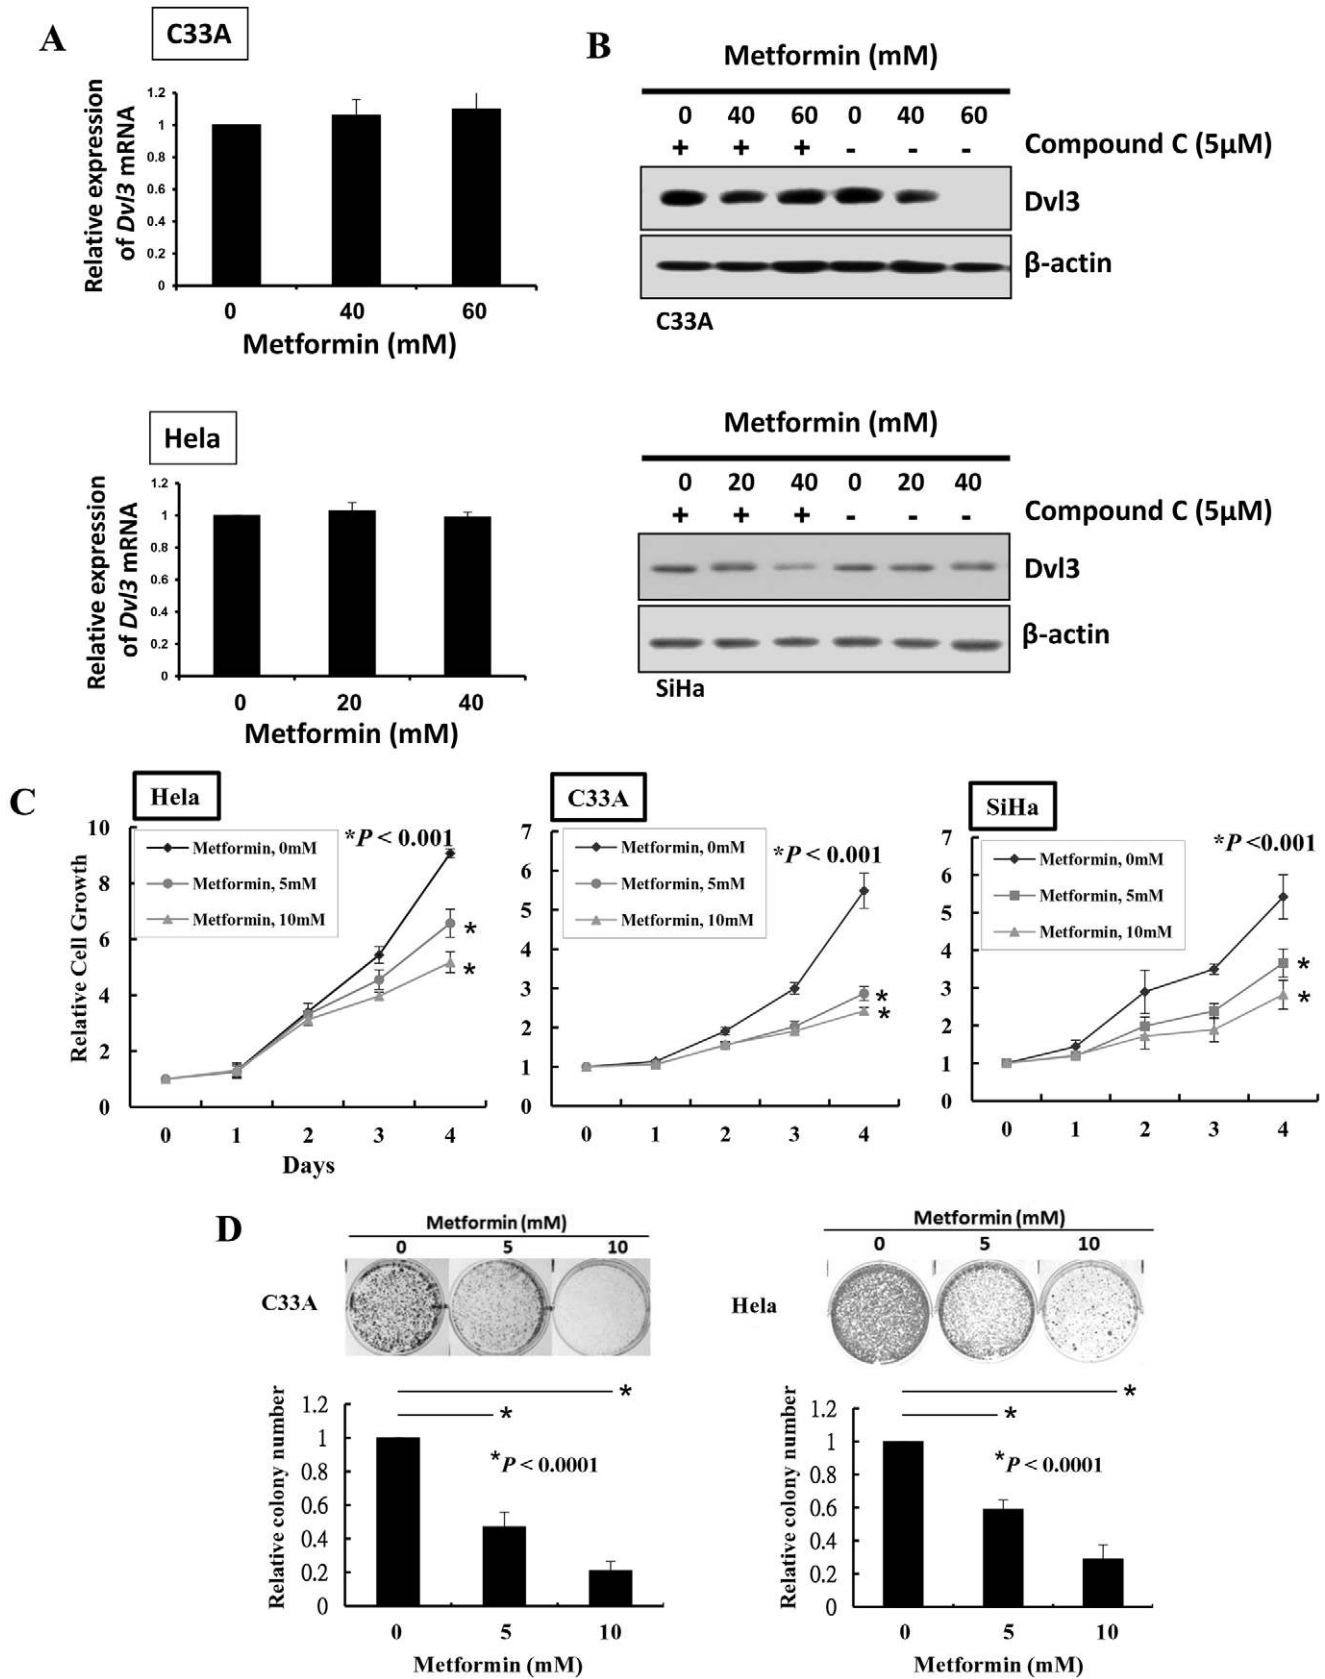 A
C33A
Relative expression
of Dvl3 mRNA
1.2
1
0.8
0.6
0.4
0.2
0
0 40 60
Metformin (mM)
Hela
Relative expression
of Dvl3 mRNA
1.2
1
0.8
0.6
0.4
0.2
0
0 20 40
Metformin (mM)
B
Metformin (mM)
0 40 60 0 40 60
+ + + - - - Compound C (5μM)
Dvl3
β-actin
C33A
Metformin (mM)
0 20 40 0 20 40
+ + + - - - Compound C (5μM)
Dvl3
β-actin
SiHa
C
Hela
Relative Cell Growth
10
8
6
4
2
0
Metformin, 0mM
Metformin, 5mM
Metformin, 10mM
*P < 0.001
*
*
0 1 2 3 4
Days
C33A
7
6
5
4
3
2
1
0
Metformin, 0mM
Metformin, 5mM
Metformin, 10mM
*P < 0.001
*
*
0 1 2 3 4
SiHa
7
6
5
4
3
2
1
0
Metformin, 0mM
Metformin, 5mM
Metformin, 10mM
*P <0.001
*
*
0 1 2 3 4
D
Metformin (mM)
0 5 10
C33A
Relative colony number
1.2
1
0.8
0.6
0.4
0.2
0
*
*
*P < 0.0001
0 5 10
Metformin (mM)
Metformin (mM)
0 5 10
Hela
Relative colony number
1.2
1
0.8
0.6
0.4
0.2
0
*
*
*P < 0.0001
0 5 10
Metformin (mM)